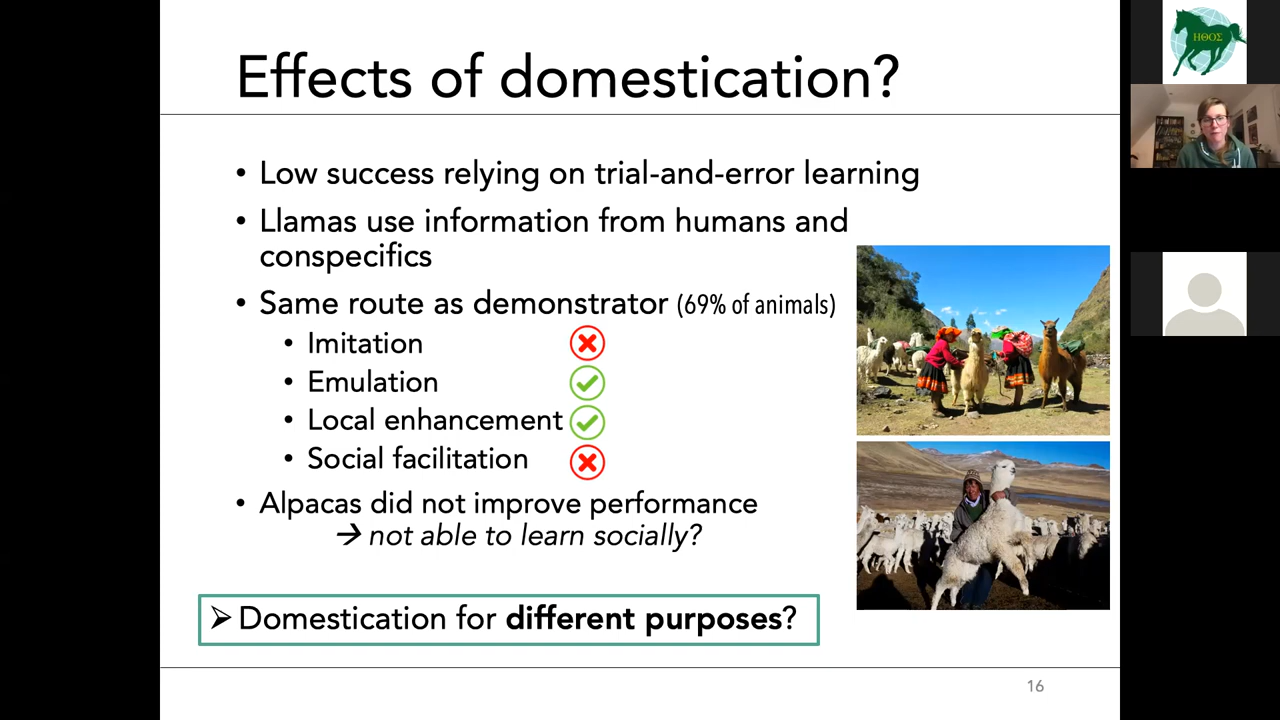 Effects of domestication?
• Low success relying on trial-and-error learning
• Llamas use information from humans and
conspecifics
• Same route as demonstrator (69% of animals)
• Imitation
• Emulation
• Local enhancement
• Social facilitation
• Alpacas did not improve performance
→ not able to learn socially?
➢ Domestication for different purposes?
16
ΗΘΟΣ